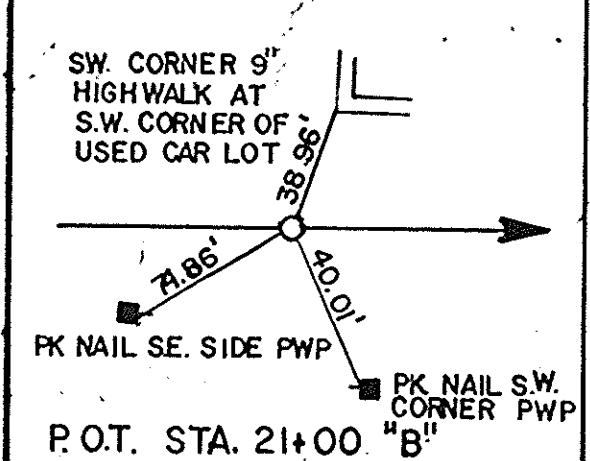 SW. CORNER 9"
HIGHWALK AT
S.W. CORNER OF
USED CAR LOT
38.96'
40.01'
PK NAIL S.E. SIDE PWP
PK NAIL S.W.
CORNER PWP
P.O.T. STA. 21+00 "B"